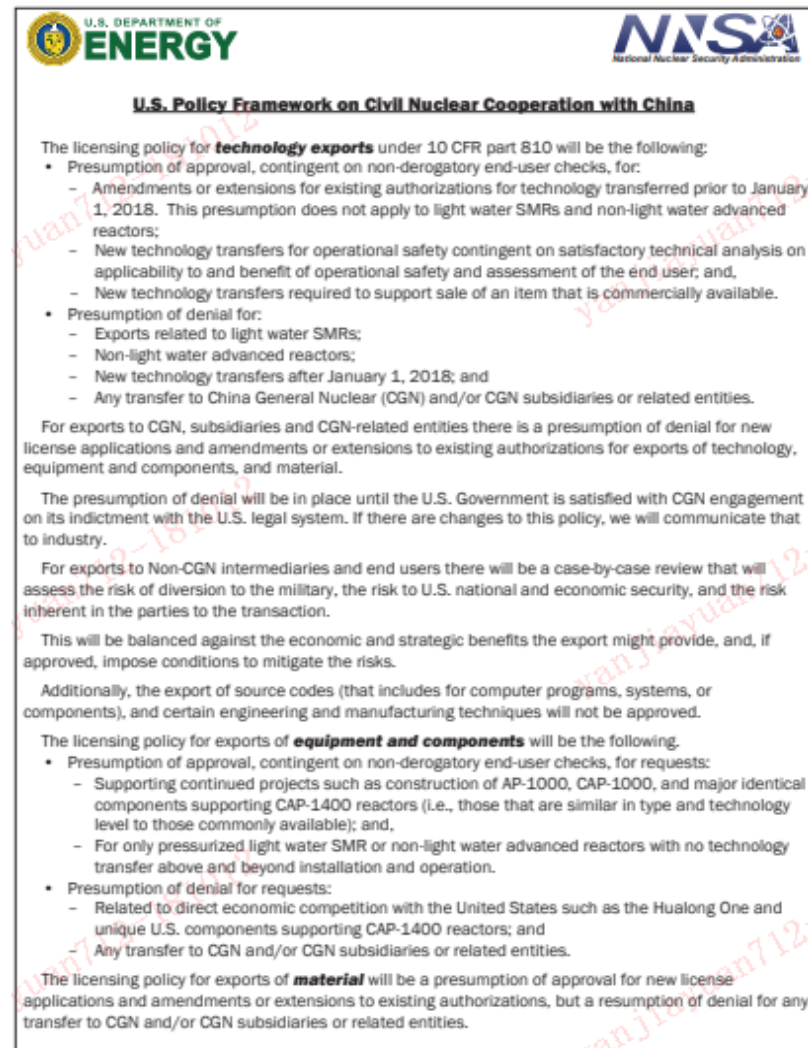 U.S. DEPARTMENT OF
ENERGY
NNSA
National Nuclear Security Administration
U.S. Policy Framework on Civil Nuclear Cooperation with China
The licensing policy for technology exports under 10 CFR part 810 will be the following:
• Presumption of approval, contingent on non-derogatory end-user checks, for:
– Amendments or extensions for existing authorizations for technology transferred prior to January
1, 2018. This presumption does not apply to light water SMRs and non-light water advanced
reactors;
– New technology transfers for operational safety contingent on satisfactory technical analysis on
applicability to and benefit of operational safety and assessment of the end user; and,
– New technology transfers required to support sale of an item that is commercially available.
• Presumption of denial for:
– Exports related to light water SMRs;
– Non-light water advanced reactors;
– New technology transfers after January 1, 2018; and
– Any transfer to China General Nuclear (CGN) and/or CGN subsidiaries or related entities.
For exports to CGN, subsidiaries and CGN-related entities there is a presumption of denial for new
license applications and amendments or extensions to existing authorizations for exports of technology,
equipment and components, and material.
The presumption of denial will be in place until the U.S. Government is satisfied with CGN engagement
on its indictment with the U.S. legal system. If there are changes to this policy, we will communicate that
to industry.
For exports to Non-CGN intermediaries and end users there will be a case-by-case review that will
assess the risk of diversion to the military, the risk to U.S. national and economic security, and the risk
inherent in the parties to the transaction.
This will be balanced against the economic and strategic benefits the export might provide, and, if
approved, impose conditions to mitigate the risks.
Additionally, the export of source codes (that includes for computer programs, systems, or
components), and certain engineering and manufacturing techniques will not be approved.
The licensing policy for exports of equipment and components will be the following.
• Presumption of approval, contingent on non-derogatory end-user checks, for requests:
– Supporting continued projects such as construction of AP-1000, CAP-1000, and major identical
components supporting CAP-1400 reactors (i.e., those that are similar in type and technology
level to those commonly available); and,
– For only pressurized light water SMR or non-light water advanced reactors with no technology
transfer above and beyond installation and operation.
• Presumption of denial for requests:
– Related to direct economic competition with the United States such as the Hualong One and
unique U.S. components supporting CAP-1400 reactors; and
– Any transfer to CGN and/or CGN subsidiaries or related entities.
The licensing policy for exports of material will be a presumption of approval for new license
applications and amendments or extensions to existing authorizations, but a resumption of denial for any
transfer to CGN and/or CGN subsidiaries or related entities.